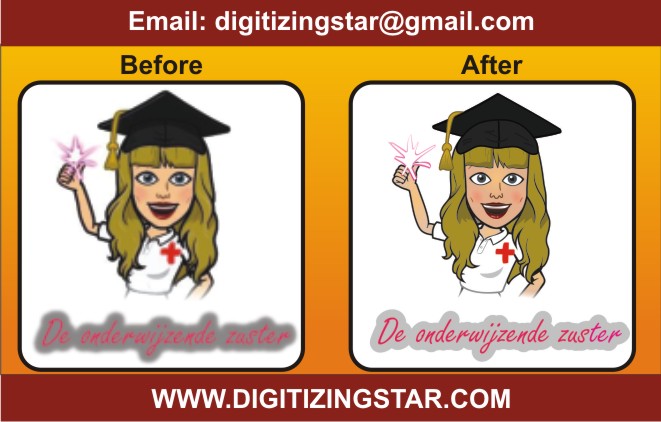 Email: digitizingstar@gmail.com
Before
After
De onderwijzende zuster
De onderwijzende zuster
WWW.DIGITIZINGSTAR.COM